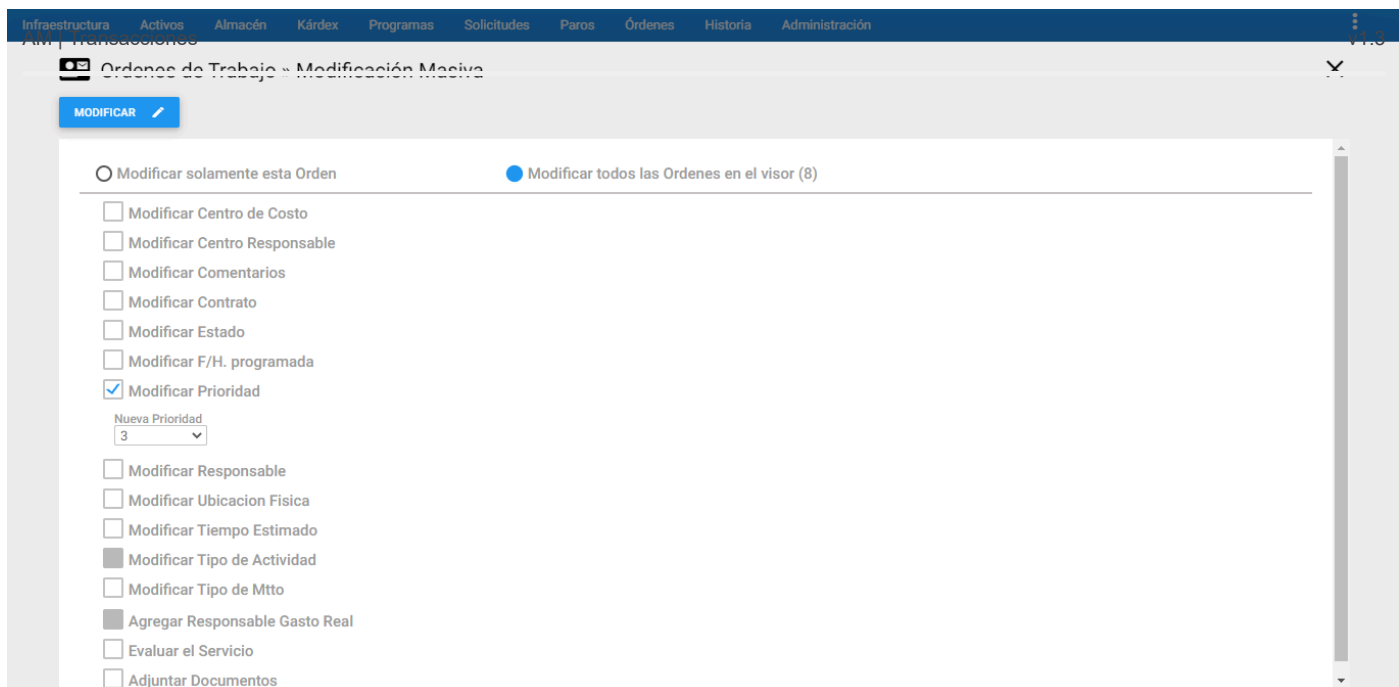 Infraestructura Activos Almacén Kárdex Programas Solicitudes Paros Órdenes Historia Administración
AM | Transacciones v1.3
Ordenes de Trabajo » Modificación Masiva
MODIFICAR
Modificar solamente esta Orden Modificar todos las Ordenes en el visor (8)
Modificar Centro de Costo
Modificar Centro Responsable
Modificar Comentarios
Modificar Contrato
Modificar Estado
Modificar F/H. programada
Modificar Prioridad
Nueva Prioridad
3
Modificar Responsable
Modificar Ubicacion Fisica
Modificar Tiempo Estimado
Modificar Tipo de Actividad
Modificar Tipo de Mtto
Agregar Responsable Gasto Real
Evaluar el Servicio
Adjuntar Documentos